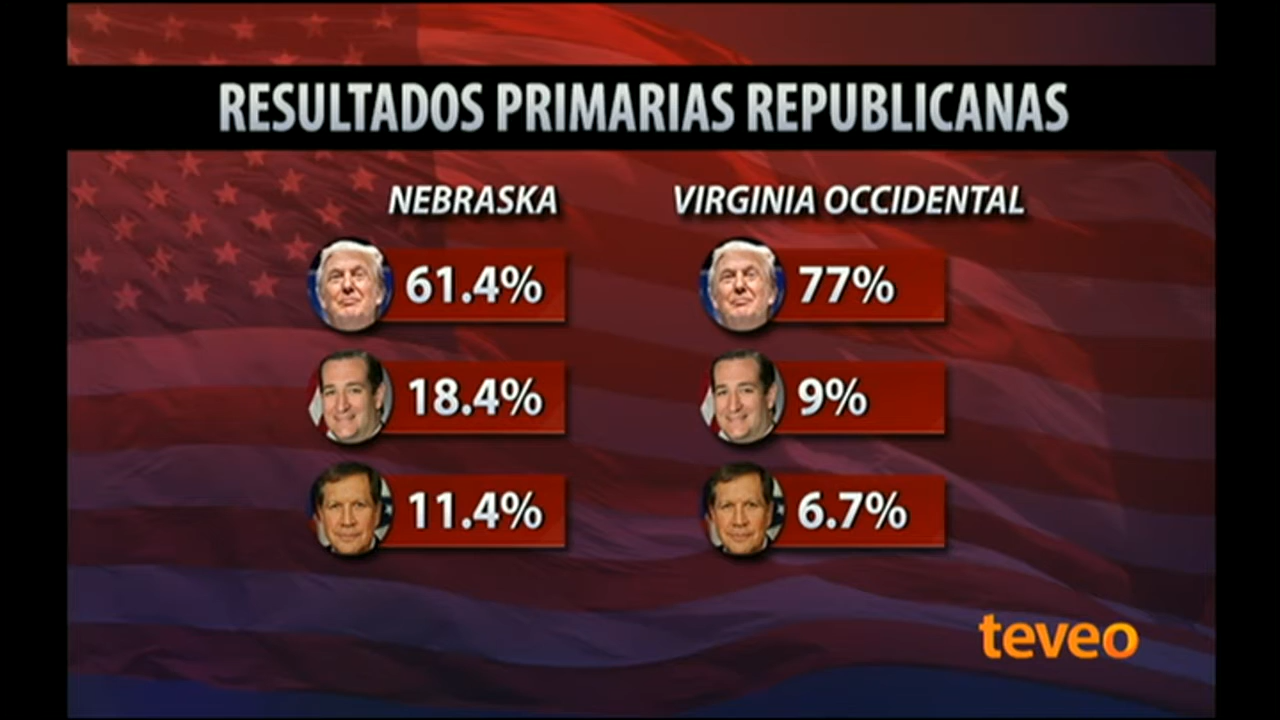 RESULTADOS PRIMARIAS REPUBLICANAS
NEBRASKA
61.4%
18.4%
11.4%
VIRGINIA OCCIDENTAL
77%
9%
6.7%
teveo